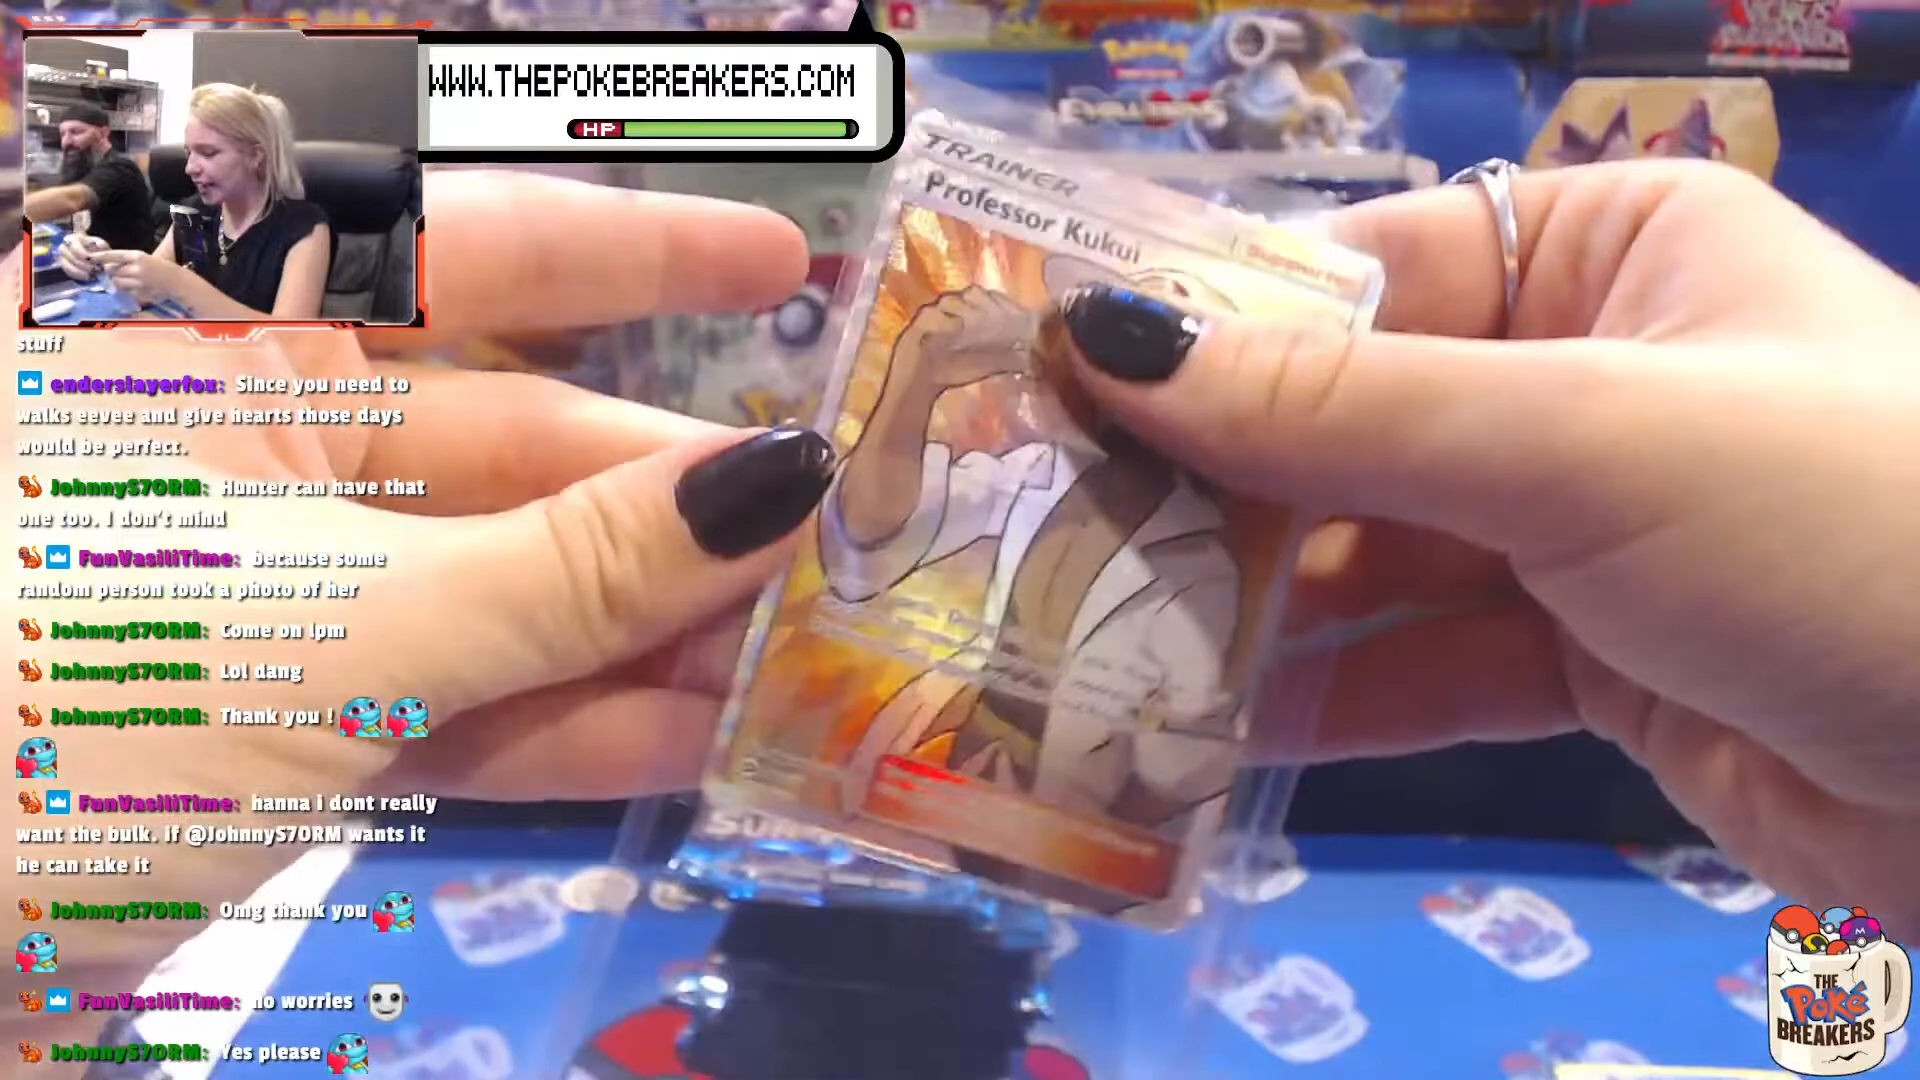 WWW.THEPOKEBREAKERS.COM
HP
TRAINER
Professor Kukui
Supporter
Pokémon
EVOLUTIONS
SUN
stuff
enderslayerfox: Since you need to
walks eevee and give hearts those days
would be perfect.
JohnnyS7ORM: Hunter can have that
one too. I don't mind
FunVasiliTime: because some
random person took a photo of her
JohnnyS7ORM: Come on lpm
JohnnyS7ORM: Lol dang
JohnnyS7ORM: Thank you !
FunVasiliTime: hanna i dont really
want the bulk. if @JohnnyS7ORM wants it
he can take it
JohnnyS7ORM: Omg thank you
FunVasiliTime: no worries
JohnnyS7ORM: Yes please
THE
Poké
BREAKERS